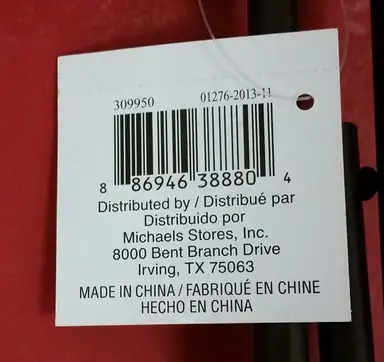 309950 01276-2013-11
8 86946 38880 4
Distributed by / Distribué par
Distribuido por
Michaels Stores, Inc.
8000 Bent Branch Drive
Irving, TX 75063
MADE IN CHINA / FABRIQUÉ EN CHINE
HECHO EN CHINA